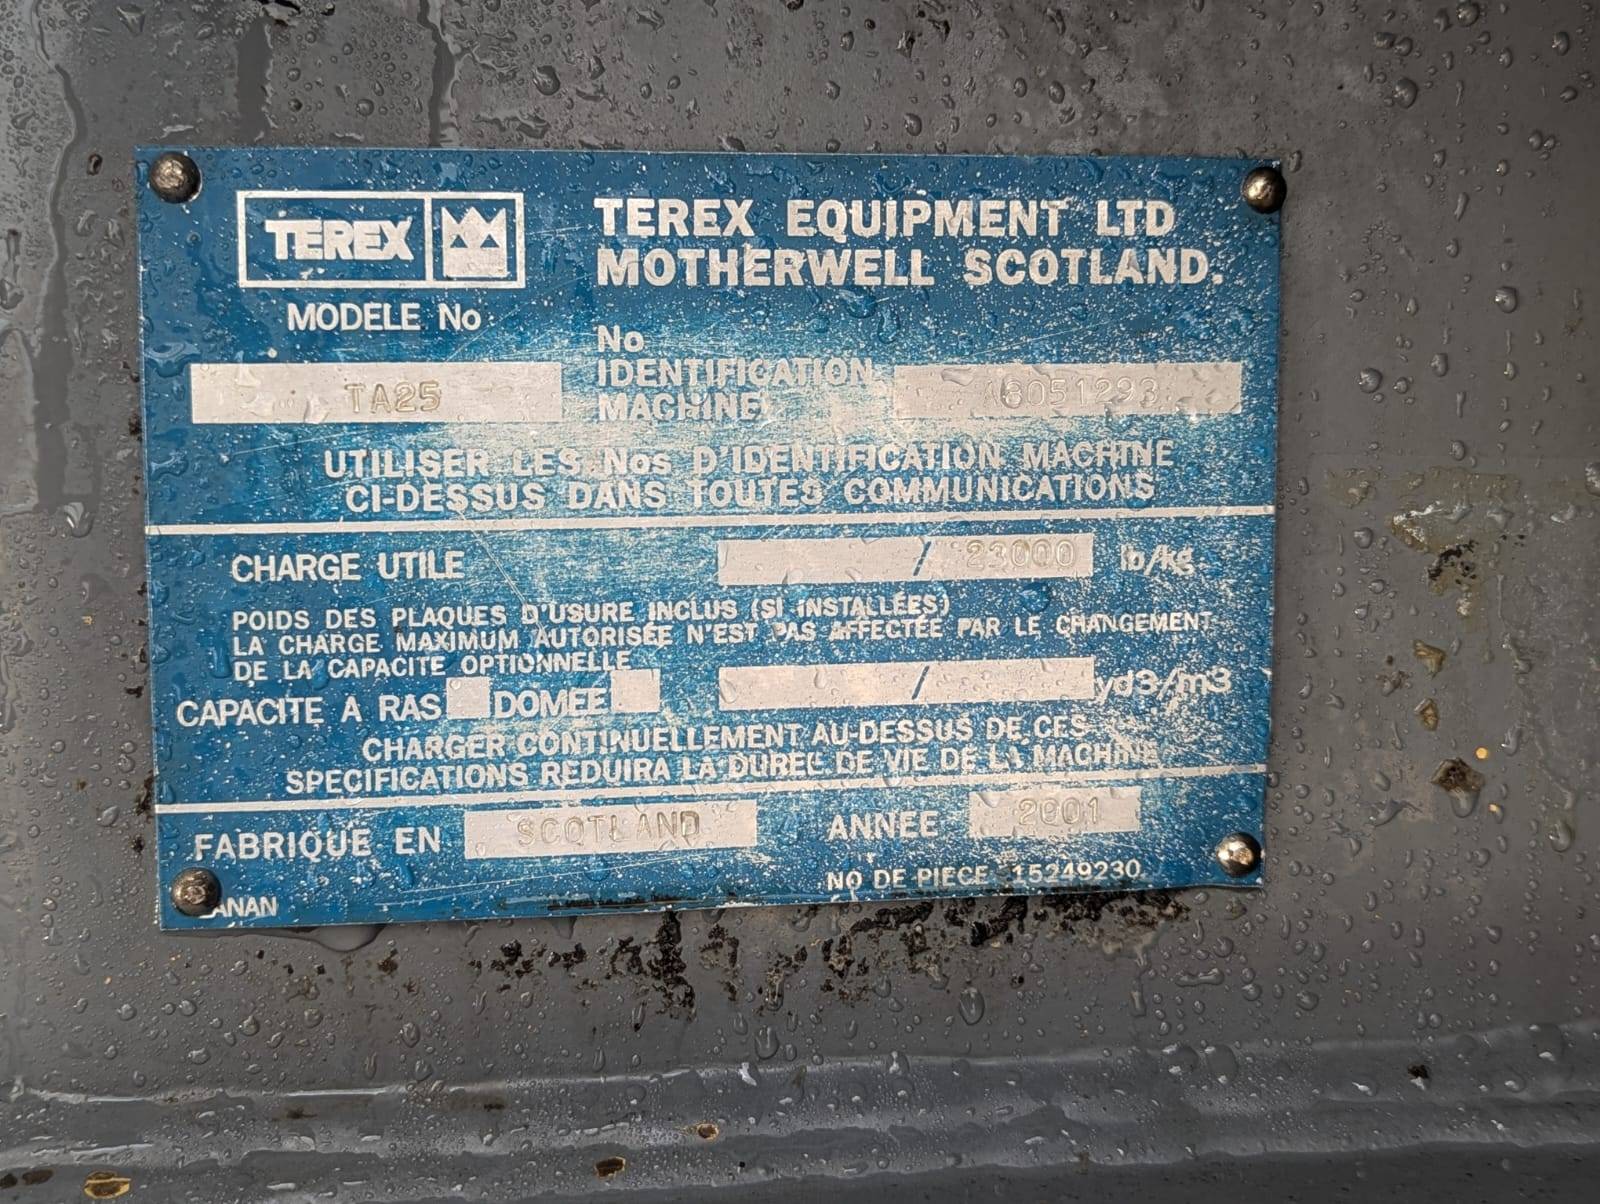 TEREX
TEREX EQUIPMENT LTD
MOTHERWELL SCOTLAND.
MODELE No
TA25
No
IDENTIFICATION
MACHINE
A8051293
UTILISER LES Nos D'IDENTIFICATION MACHINE
CI-DESSUS DANS TOUTES COMMUNICATIONS
CHARGE UTILE
/ 23000 lb/kg
POIDS DES PLAQUES D'USURE INCLUS (SI INSTALLÉES)
LA CHARGE MAXIMUM AUTORISÉE N'EST PAS AFFECTÉE PAR LE CHANGEMENT
DE LA CAPACITE OPTIONNELLE
CAPACITE A RAS DOMEE / yd3/m3
CHARGER CONTINUELLEMENT AU-DESSUS DE CES
SPECIFICATIONS REDUIRA LA DUREE DE VIE DE LA MACHINE
FABRIQUE EN SCOTLAND ANNEE 2001
NO DE PIECE 15249230